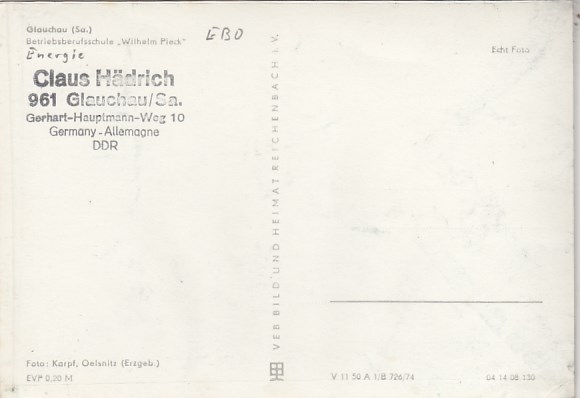 Glauchau (Sa.)
Betriebsberufsschule „Wilhelm Pieck"
Energie
EBO
Echt Foto
Claus Hädrich
961 Glauchau/Sa.
Gerhart-Hauptmann-Weg 10
Germany - Allemagne
DDR
VEB BILD UND HEIMAT REICHENBACH i. V.
Foto: Karpf, Oelsnitz (Erzgeb.)
EVP 0,20 M
V 11 50 A 1/B 726/74
04 14 08 130